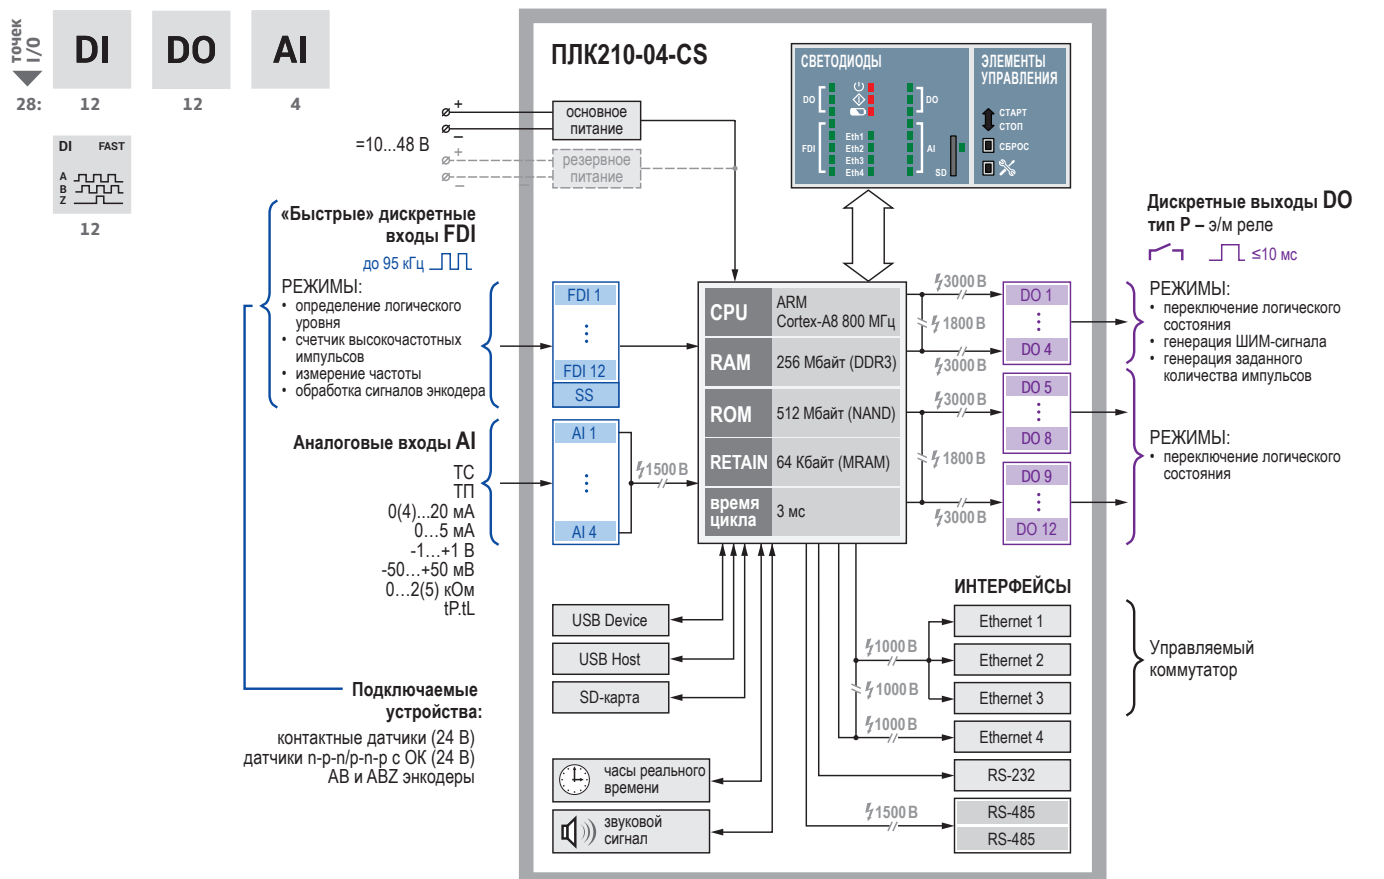 точек
I/O
DI
DO
AI
28:
12
12
4
DI
FAST
A
B
Z
12
ПЛК210-04-CS
=10...48 В
+
–
+
–
основное
питание
резервное
питание
СВЕТОДИОДЫ
DO
DO
FDI
Eth1
Eth2
Eth3
Eth4
AI
SD
ЭЛЕМЕНТЫ
УПРАВЛЕНИЯ
СТАРТ
СТОП
СБРОС
«Быстрые» дискретные
входы FDI
до 95 кГц
РЕЖИМЫ:
• определение логического
уровня
• счетчик высокочастотных
импульсов
• измерение частоты
• обработка сигналов энкодера
FDI 1
FDI 12
SS
Аналоговые входы AI
ТС
ТП
0(4)...20 мА
0...5 мА
-1...+1 В
-50...+50 мВ
0...2(5) кОм
tP.tL
AI 1
AI 4
1500 В
CPU
ARM
Cortex-A8 800 МГц
RAM
256 Мбайт (DDR3)
ROM
512 Мбайт (NAND)
RETAIN
64 Кбайт (MRAM)
время
цикла
3 мс
3000 В
1800 В
3000 В
3000 В
1800 В
3000 В
DO 1
DO 4
DO 5
DO 8
DO 9
DO 12
Дискретные выходы DO
тип Р – э/м реле
≤10 мс
РЕЖИМЫ:
• переключение логического
состояния
• генерация ШИМ-сигнала
• генерация заданного
количества импульсов
РЕЖИМЫ:
• переключение логического
состояния
Подключаемые
устройства:
контактные датчики (24 В)
датчики n-p-n/p-n-p с ОК (24 В)
AB и ABZ энкодеры
USB Device
USB Host
SD-карта
часы реального
времени
звуковой
сигнал
ИНТЕРФЕЙСЫ
1000 В
1000 В
1000 В
1500 В
Ethernet 1
Ethernet 2
Ethernet 3
Ethernet 4
RS-232
RS-485
RS-485
Управляемый
коммутатор